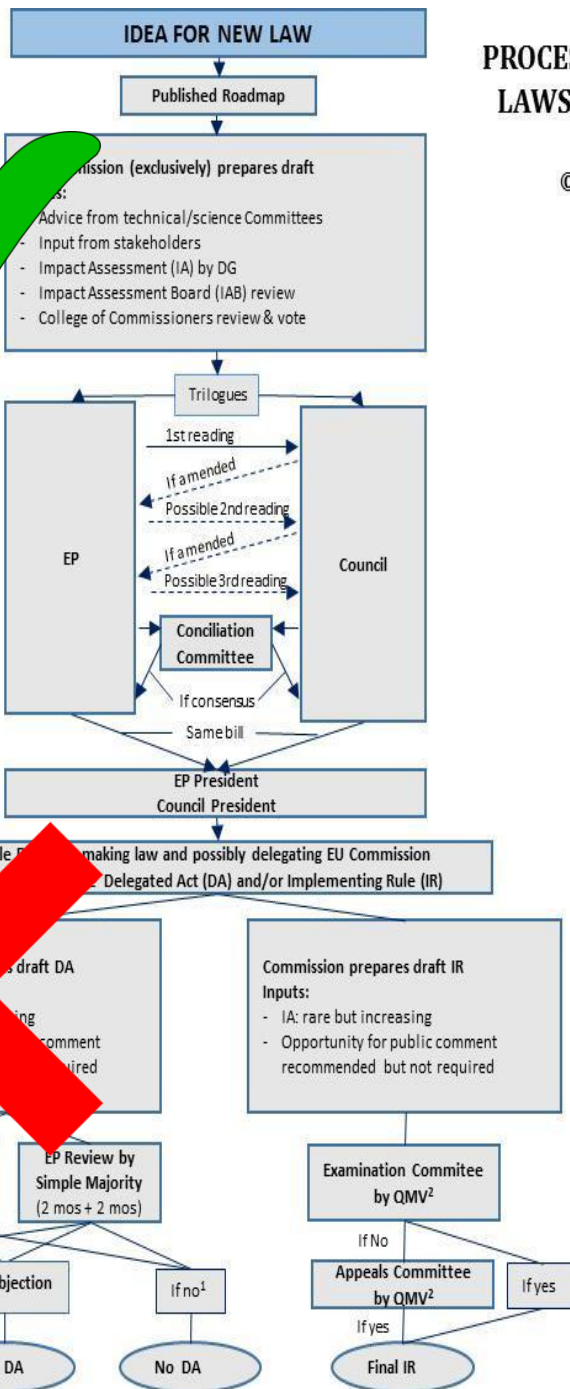 IDEA FOR NEW LAW
LAWS
©
Published Roadmap
(exclusively) prepares draft
Advice from technical/science Committees
- Input from stakeholders
- Impact Assessment (IA) by DG
- Impact Assessment Board (IAB) review
- College of Commissioners review & vote
Trilogues
1st reading
If amended
Possible 2nd reading
If amended
Possible 3rd reading
EP
Council
Conciliation
Committee
If consensus
Same bill
EP President
Council President
making law and possibly delegating EU Commission
Delegated Act (DA) and/or Implementing Rule (IR)
draft DA
comment
EP Review by
Simple Majority
(2 mos + 2 mos)
If no¹
DA
No DA
Commission prepares draft IR
Inputs:
- IA: rare but increasing
- Opportunity for public comment
recommended but not required
Examination Commitee
by QMV²
If No
Appeals Committee
by QMV²
If yes
If yes
Final IR